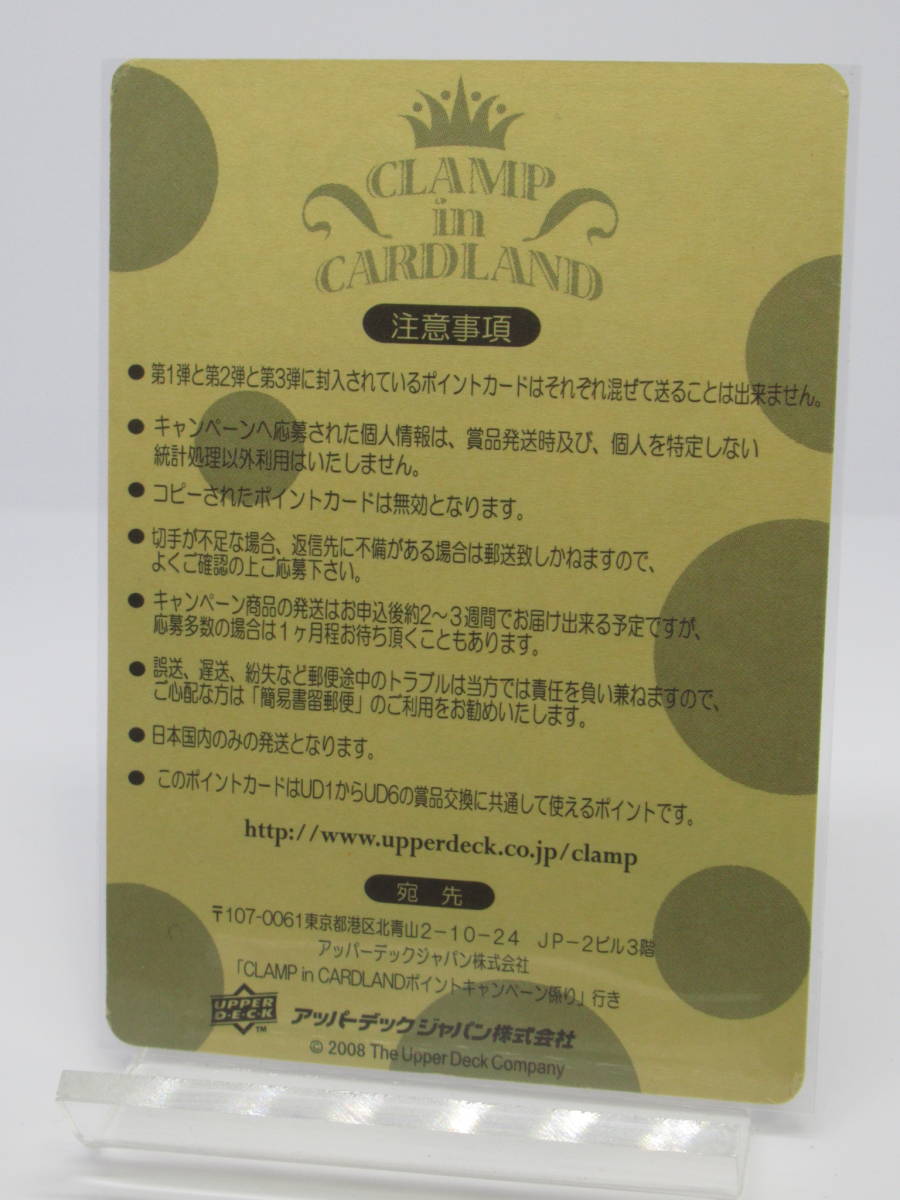 CLAMP
in
CARDLAND
注意事項
●第1弾と第2弾と第3弾に封入されているポイントカードはそれぞれ混ぜて送ることは出来ません。
●キャンペーンへ応募された個人情報は、賞品発送時及び、個人を特定しない
統計処理以外利用はいたしません。
●コピーされたポイントカードは無効となります。
●切手が不足な場合、返信先に不備がある場合は郵送致しかねますので、
よくご確認の上ご応募下さい。
●キャンペーン商品の発送はお申込後約2～3週間でお届け出来る予定ですが、
応募多数の場合は1ヶ月程お待ち頂くこともあります。
●誤送、遅送、紛失など郵便途中のトラブルは当方では責任を負い兼ねますので、
ご心配な方は「簡易書留郵便」のご利用をお勧めいたします。
●日本国内のみの発送となります。
●このポイントカードはUD1からUD6の賞品交換に共通して使えるポイントです。
http://www.upperdeck.co.jp/clamp
宛 先
〒107-0061東京都港区北青山2-10-24 JP-2ビル3階
アッパーデックジャパン株式会社
「CLAMP in CARDLANDポイントキャンペーン係り」行き
UPPER DECK™ アッパーデックジャパン株式会社
© 2008 The Upper Deck Company